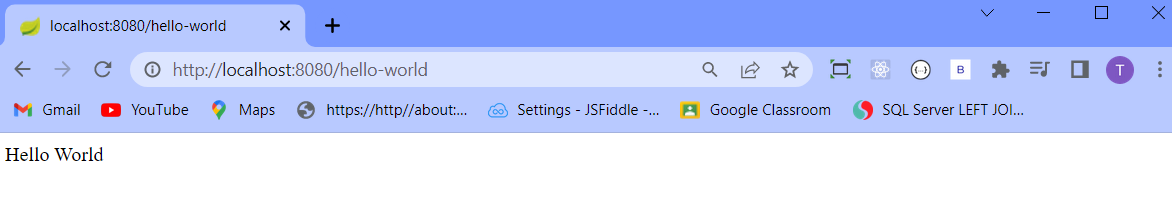 localhost:8080/hello-world
http://localhost:8080/hello-world
{...} B T
Gmail YouTube Maps https://http//about:... Settings - JSFiddle -... Google Classroom SQL Server LEFT JOI...
Hello World